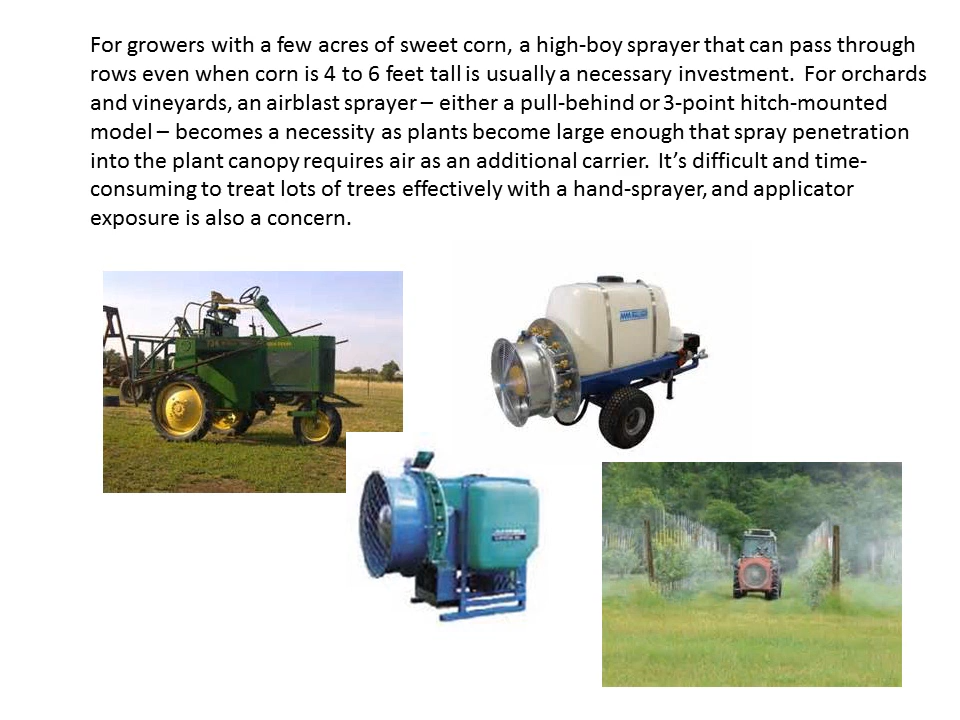 For growers with a few acres of sweet corn, a high-boy sprayer that can pass through
rows even when corn is 4 to 6 feet tall is usually a necessary investment.  For orchards
and vineyards, an airblast sprayer – either a pull-behind or 3-point hitch-mounted
model – becomes a necessity as plants become large enough that spray penetration
into the plant canopy requires air as an additional carrier.  It’s difficult and time-
consuming to treat lots of trees effectively with a hand-sprayer, and applicator
exposure is also a concern.